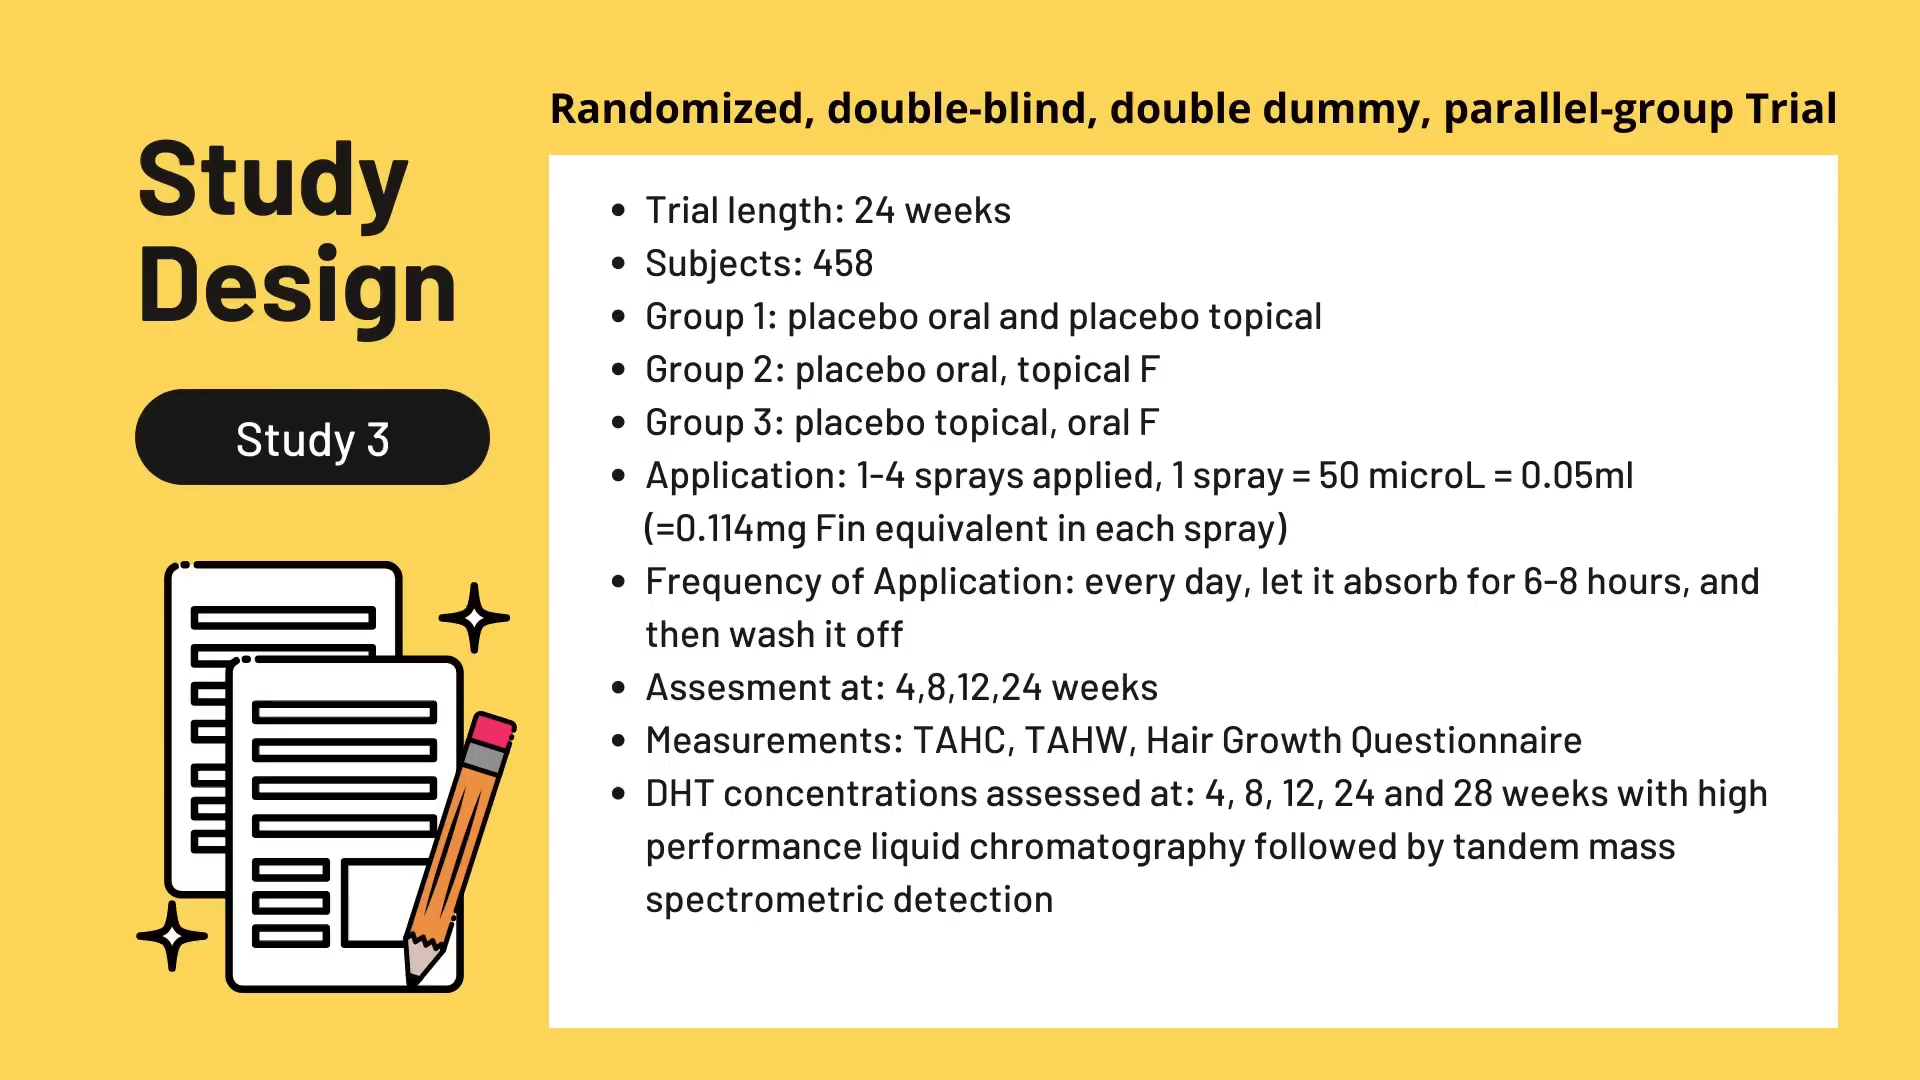 Study
Design
Study 3
Randomized, double-blind, double dummy, parallel-group Trial
• Trial length: 24 weeks
• Subjects: 458
• Group 1: placebo oral and placebo topical
• Group 2: placebo oral, topical F
• Group 3: placebo topical, oral F
• Application: 1-4 sprays applied, 1 spray = 50 microL = 0.05ml
(=0.114mg Fin equivalent in each spray)
• Frequency of Application: every day, let it absorb for 6-8 hours, and
then wash it off
• Assesment at: 4,8,12,24 weeks
• Measurements: TAHC, TAHW, Hair Growth Questionnaire
• DHT concentrations assessed at: 4, 8, 12, 24 and 28 weeks with high
performance liquid chromatography followed by tandem mass
spectrometric detection